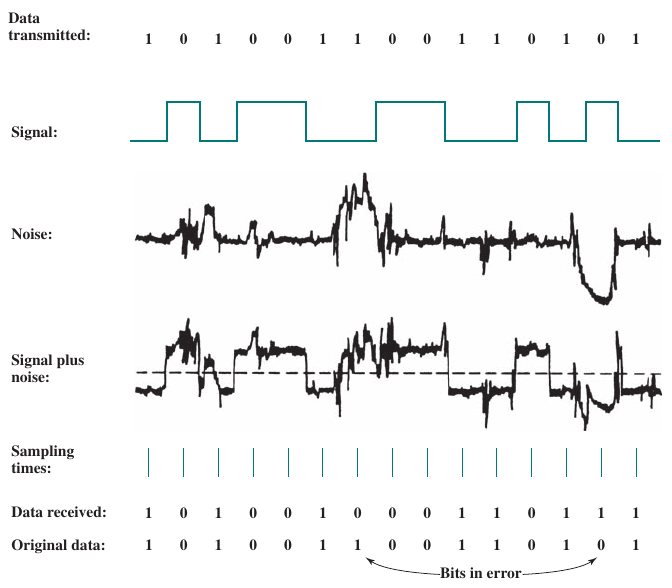 Data
transmitted: 1 0 1 0 0 1 1 0 0 1 1 0 1 0 1
Signal:
Noise:
Signal plus
noise:
Sampling
times:
Data received: 1 0 1 0 0 1 0 0 0 1 1 0 1 1 1
Original data: 1 0 1 0 0 1 1 0 0 1 1 0 1 0 1
Bits in error